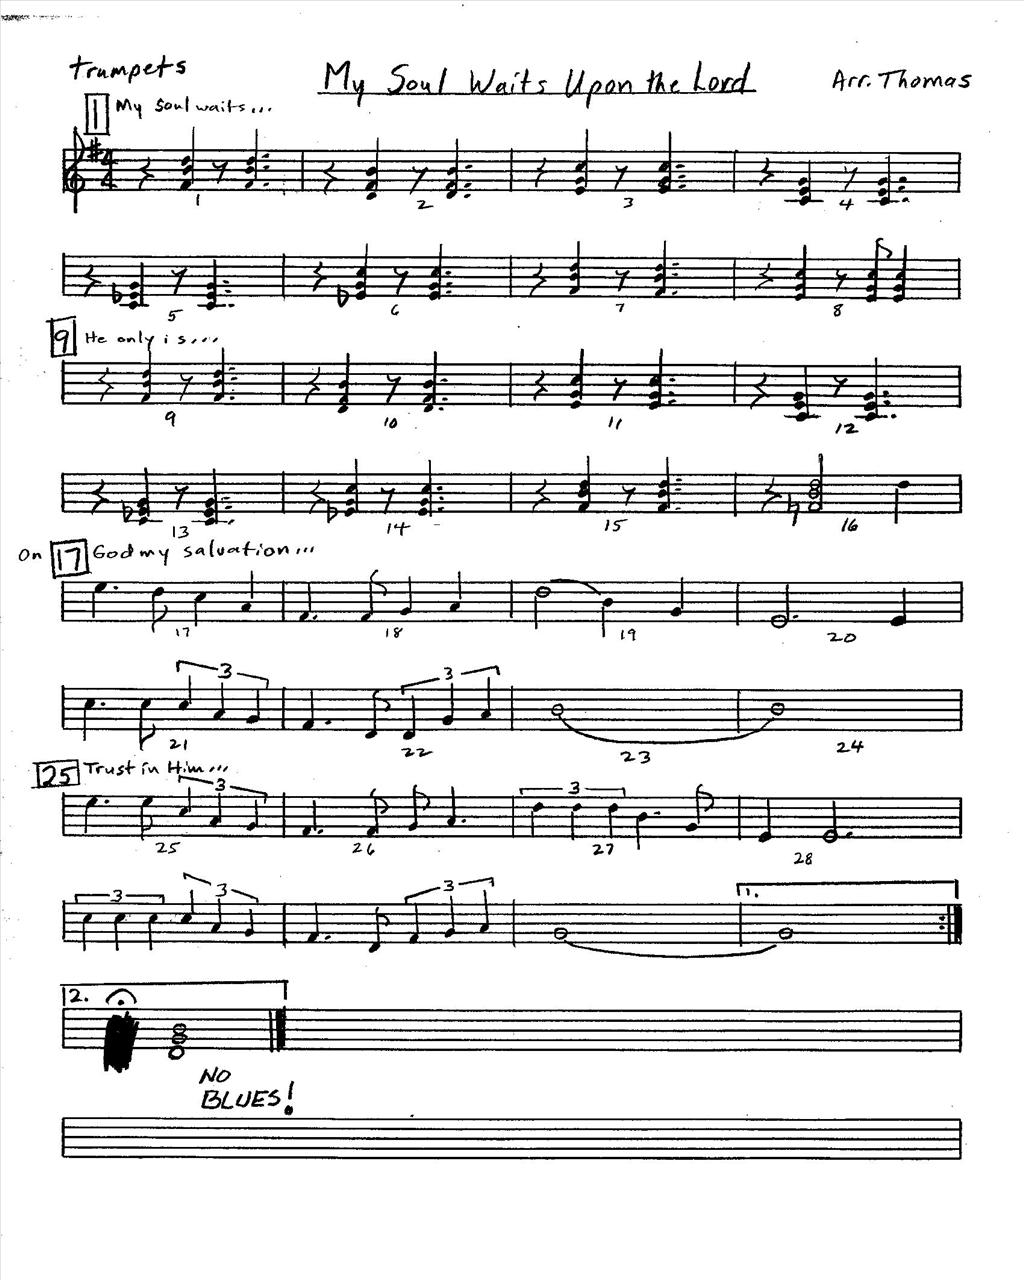 Trumpets
My Soul Waits Upon the Lord
Arr. Thomas
1 My soul waits...
4
4
1 2 3 4
5 6 7 8
9 He only is...
9 10 11 12
13 14 15 16
On 17 God my salvation...
17 18 19 20
3 3
21 22 23 24
25 Trust in Him...
3 3
25 26 27 28
3 3 3 1.
2.
NO
BLUES!